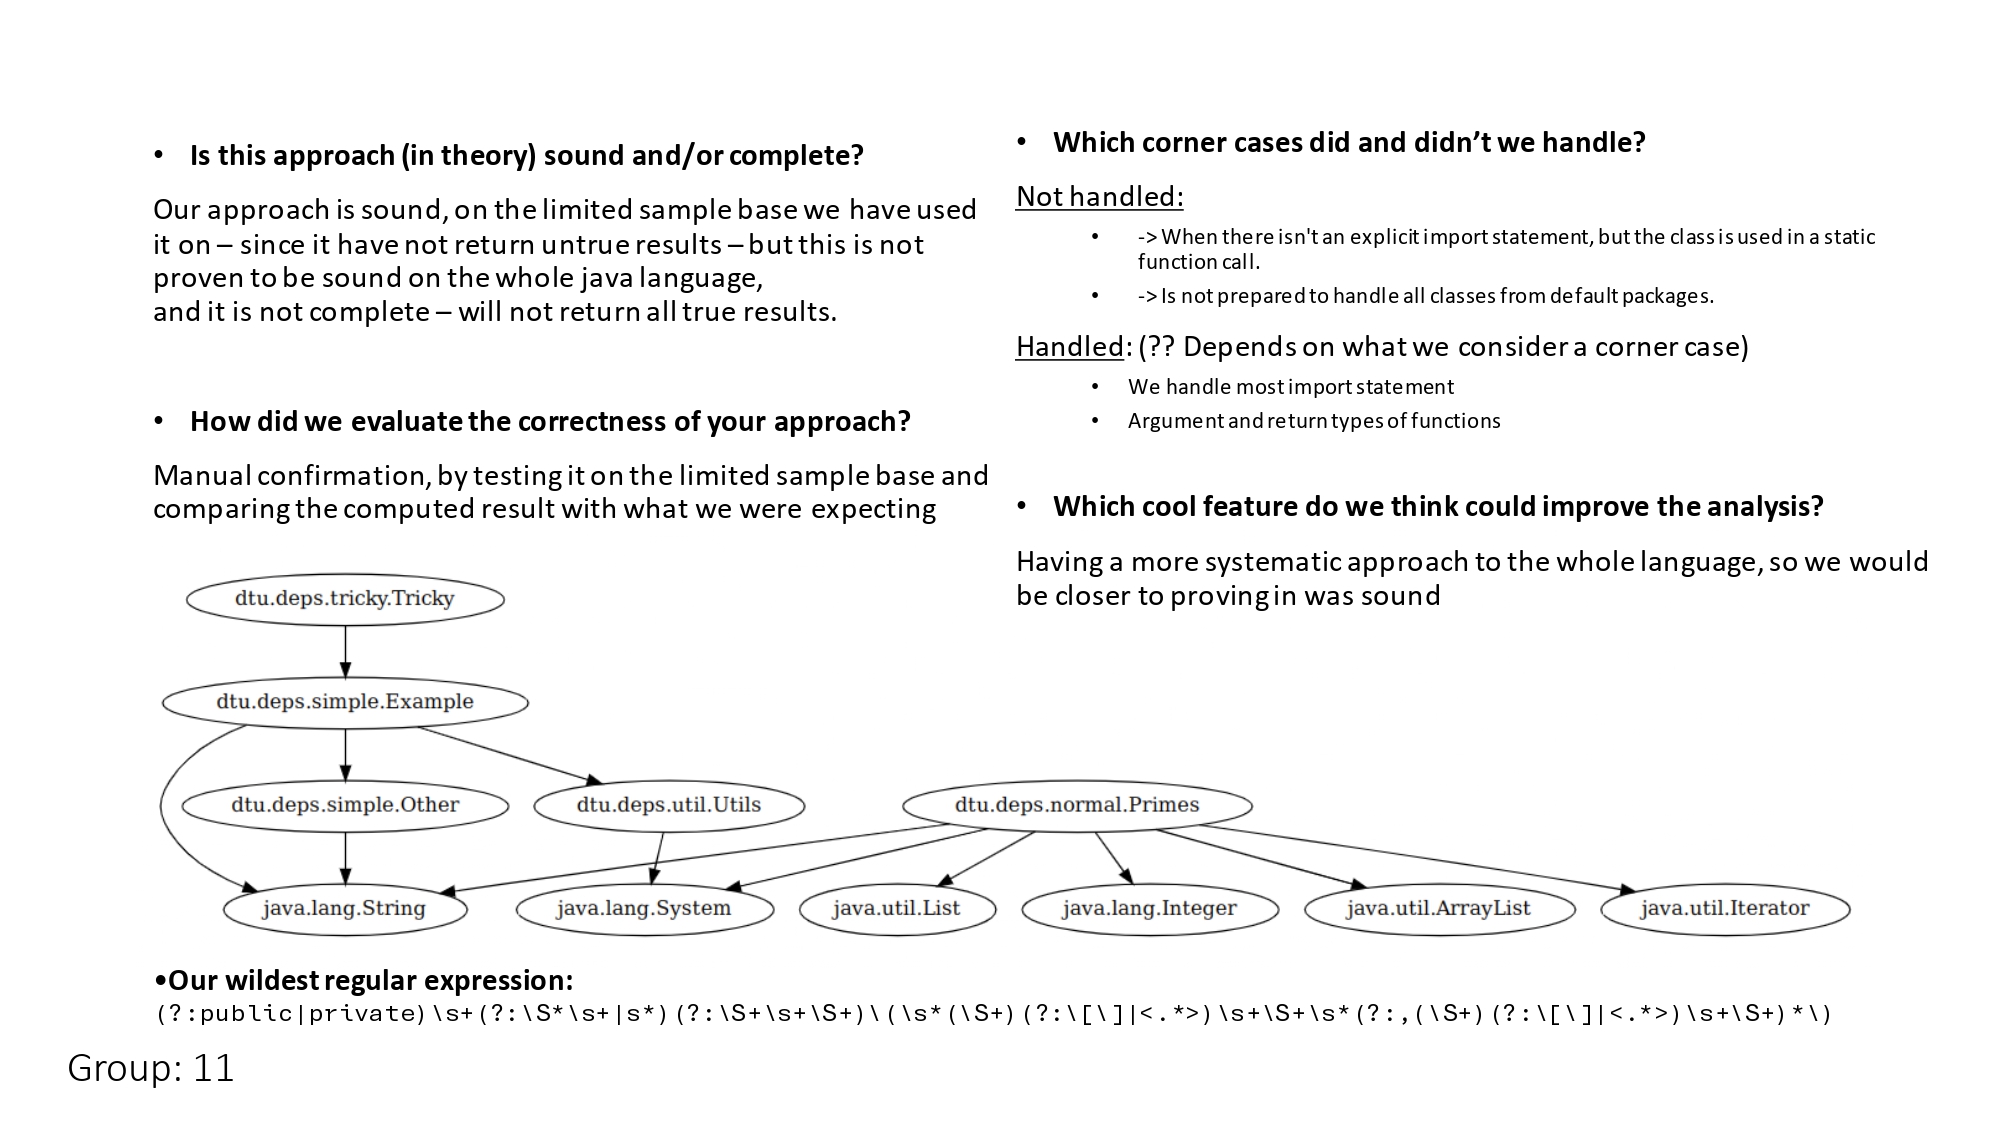 • Is this approach (in theory) sound and/or complete?
Our approach is sound, on the limited sample base we have used
it on – since it have not return untrue results – but this is not
proven to be sound on the whole java language,
and it is not complete – will not return all true results.
• How did we evaluate the correctness of your approach?
Manual confirmation, by testing it on the limited sample base and
comparing the computed result with what we were expecting
• Which corner cases did and didn’t we handle?
Not handled:
• -> When there isn't an explicit import statement, but the class is used in a static
function call.
• -> Is not prepared to handle all classes from default packages.
Handled: (?? Depends on what we consider a corner case)
• We handle most import statement
• Argument and return types of functions
• Which cool feature do we think could improve the analysis?
Having a more systematic approach to the whole language, so we would
be closer to proving in was sound
dtu.deps.tricky.Tricky
dtu.deps.simple.Example
dtu.deps.simple.Other
dtu.deps.util.Utils
dtu.deps.normal.Primes
java.lang.String
java.lang.System
java.util.List
java.lang.Integer
java.util.ArrayList
java.util.Iterator
•Our wildest regular expression:
(?:public|private)\s+(?:\S*\s+|s*)(?:\S+\s+\S+)\(\s*(\S+)(?:\[\]|<.*>)\s+\S+\s*(?:,(\S+)(?:\[\]|<.*>)\s+\S+)*\)
Group: 11